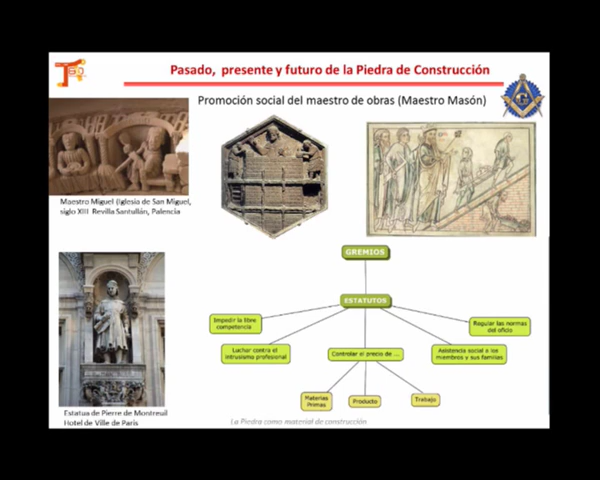 Pasado, presente y futuro de la Piedra de Construcción
Promoción social del maestro de obras (Maestro Masón)
Maestro Miguel (Iglesia de San Miguel,
siglo XIII Revilla Santullán, Palencia
GREMIOS
ESTATUTOS
Impedir la libre
competencia
Regular las normas
del oficio
Luchar contra el
intrusismo profesional
Controlar el precio de ...
Asistencia social a los
miembros y sus familias
Materias
Primas
Producto
Trabajo
Estatua de Pierre de Montreuil
Hotel de Ville de Paris
La Piedra como material de construcción